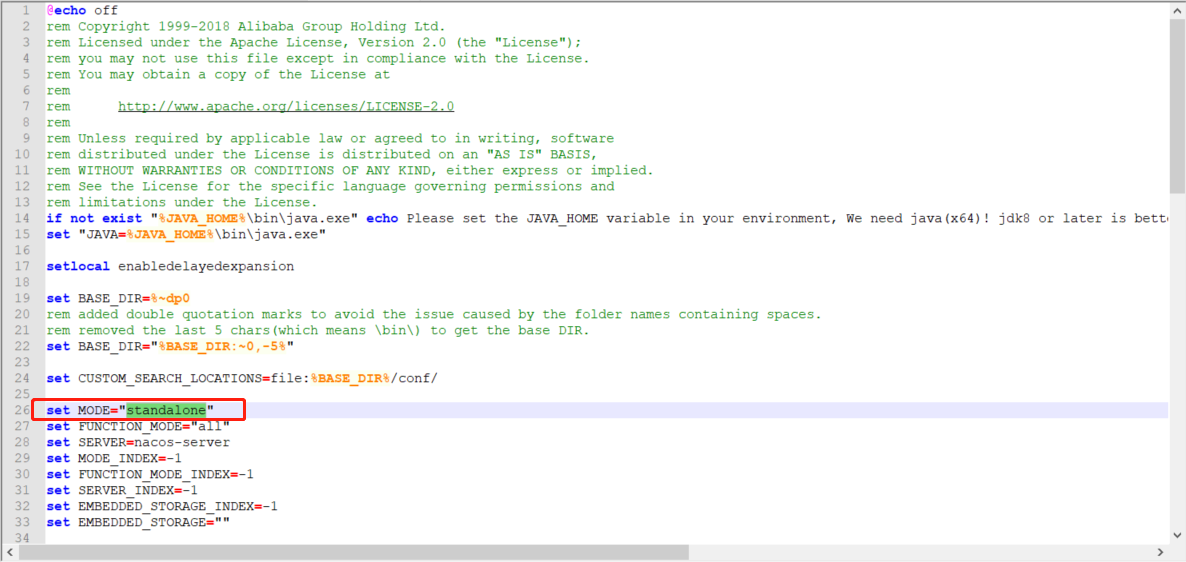 1 @echo off
2 rem Copyright 1999-2018 Alibaba Group Holding Ltd.
3 rem Licensed under the Apache License, Version 2.0 (the "License");
4 rem you may not use this file except in compliance with the License.
5 rem You may obtain a copy of the License at
6 rem
7 rem      http://www.apache.org/licenses/LICENSE-2.0
8 rem
9 rem Unless required by applicable law or agreed to in writing, software
10 rem distributed under the License is distributed on an "AS IS" BASIS,
11 rem WITHOUT WARRANTIES OR CONDITIONS OF ANY KIND, either express or implied.
12 rem See the License for the specific language governing permissions and
13 rem limitations under the License.
14 if not exist "%JAVA_HOME%\bin\java.exe" echo Please set the JAVA_HOME variable in your environment, We need java(x64)! jdk8 or later is
15 set "JAVA=%JAVA_HOME%\bin\java.exe"
16
17 setlocal enabledelayedexpansion
18
19 set BASE_DIR=%~dp0
20 rem added double quotation marks to avoid the issue caused by the folder names containing spaces.
21 rem removed the last 5 chars(which means \bin\) to get the base DIR.
22 set BASE_DIR="%BASE_DIR:~0,-5%"
23
24 set CUSTOM_SEARCH_LOCATIONS=file:%BASE_DIR%/conf/
25
26 set MODE="standalone"
27 set FUNCTION_MODE="all"
28 set SERVER=nacos-server
29 set MODE_INDEX=-1
30 set FUNCTION_MODE_INDEX=-1
31 set SERVER_INDEX=-1
32 set EMBEDDED_STORAGE_INDEX=-1
33 set EMBEDDED_STORAGE=""
34